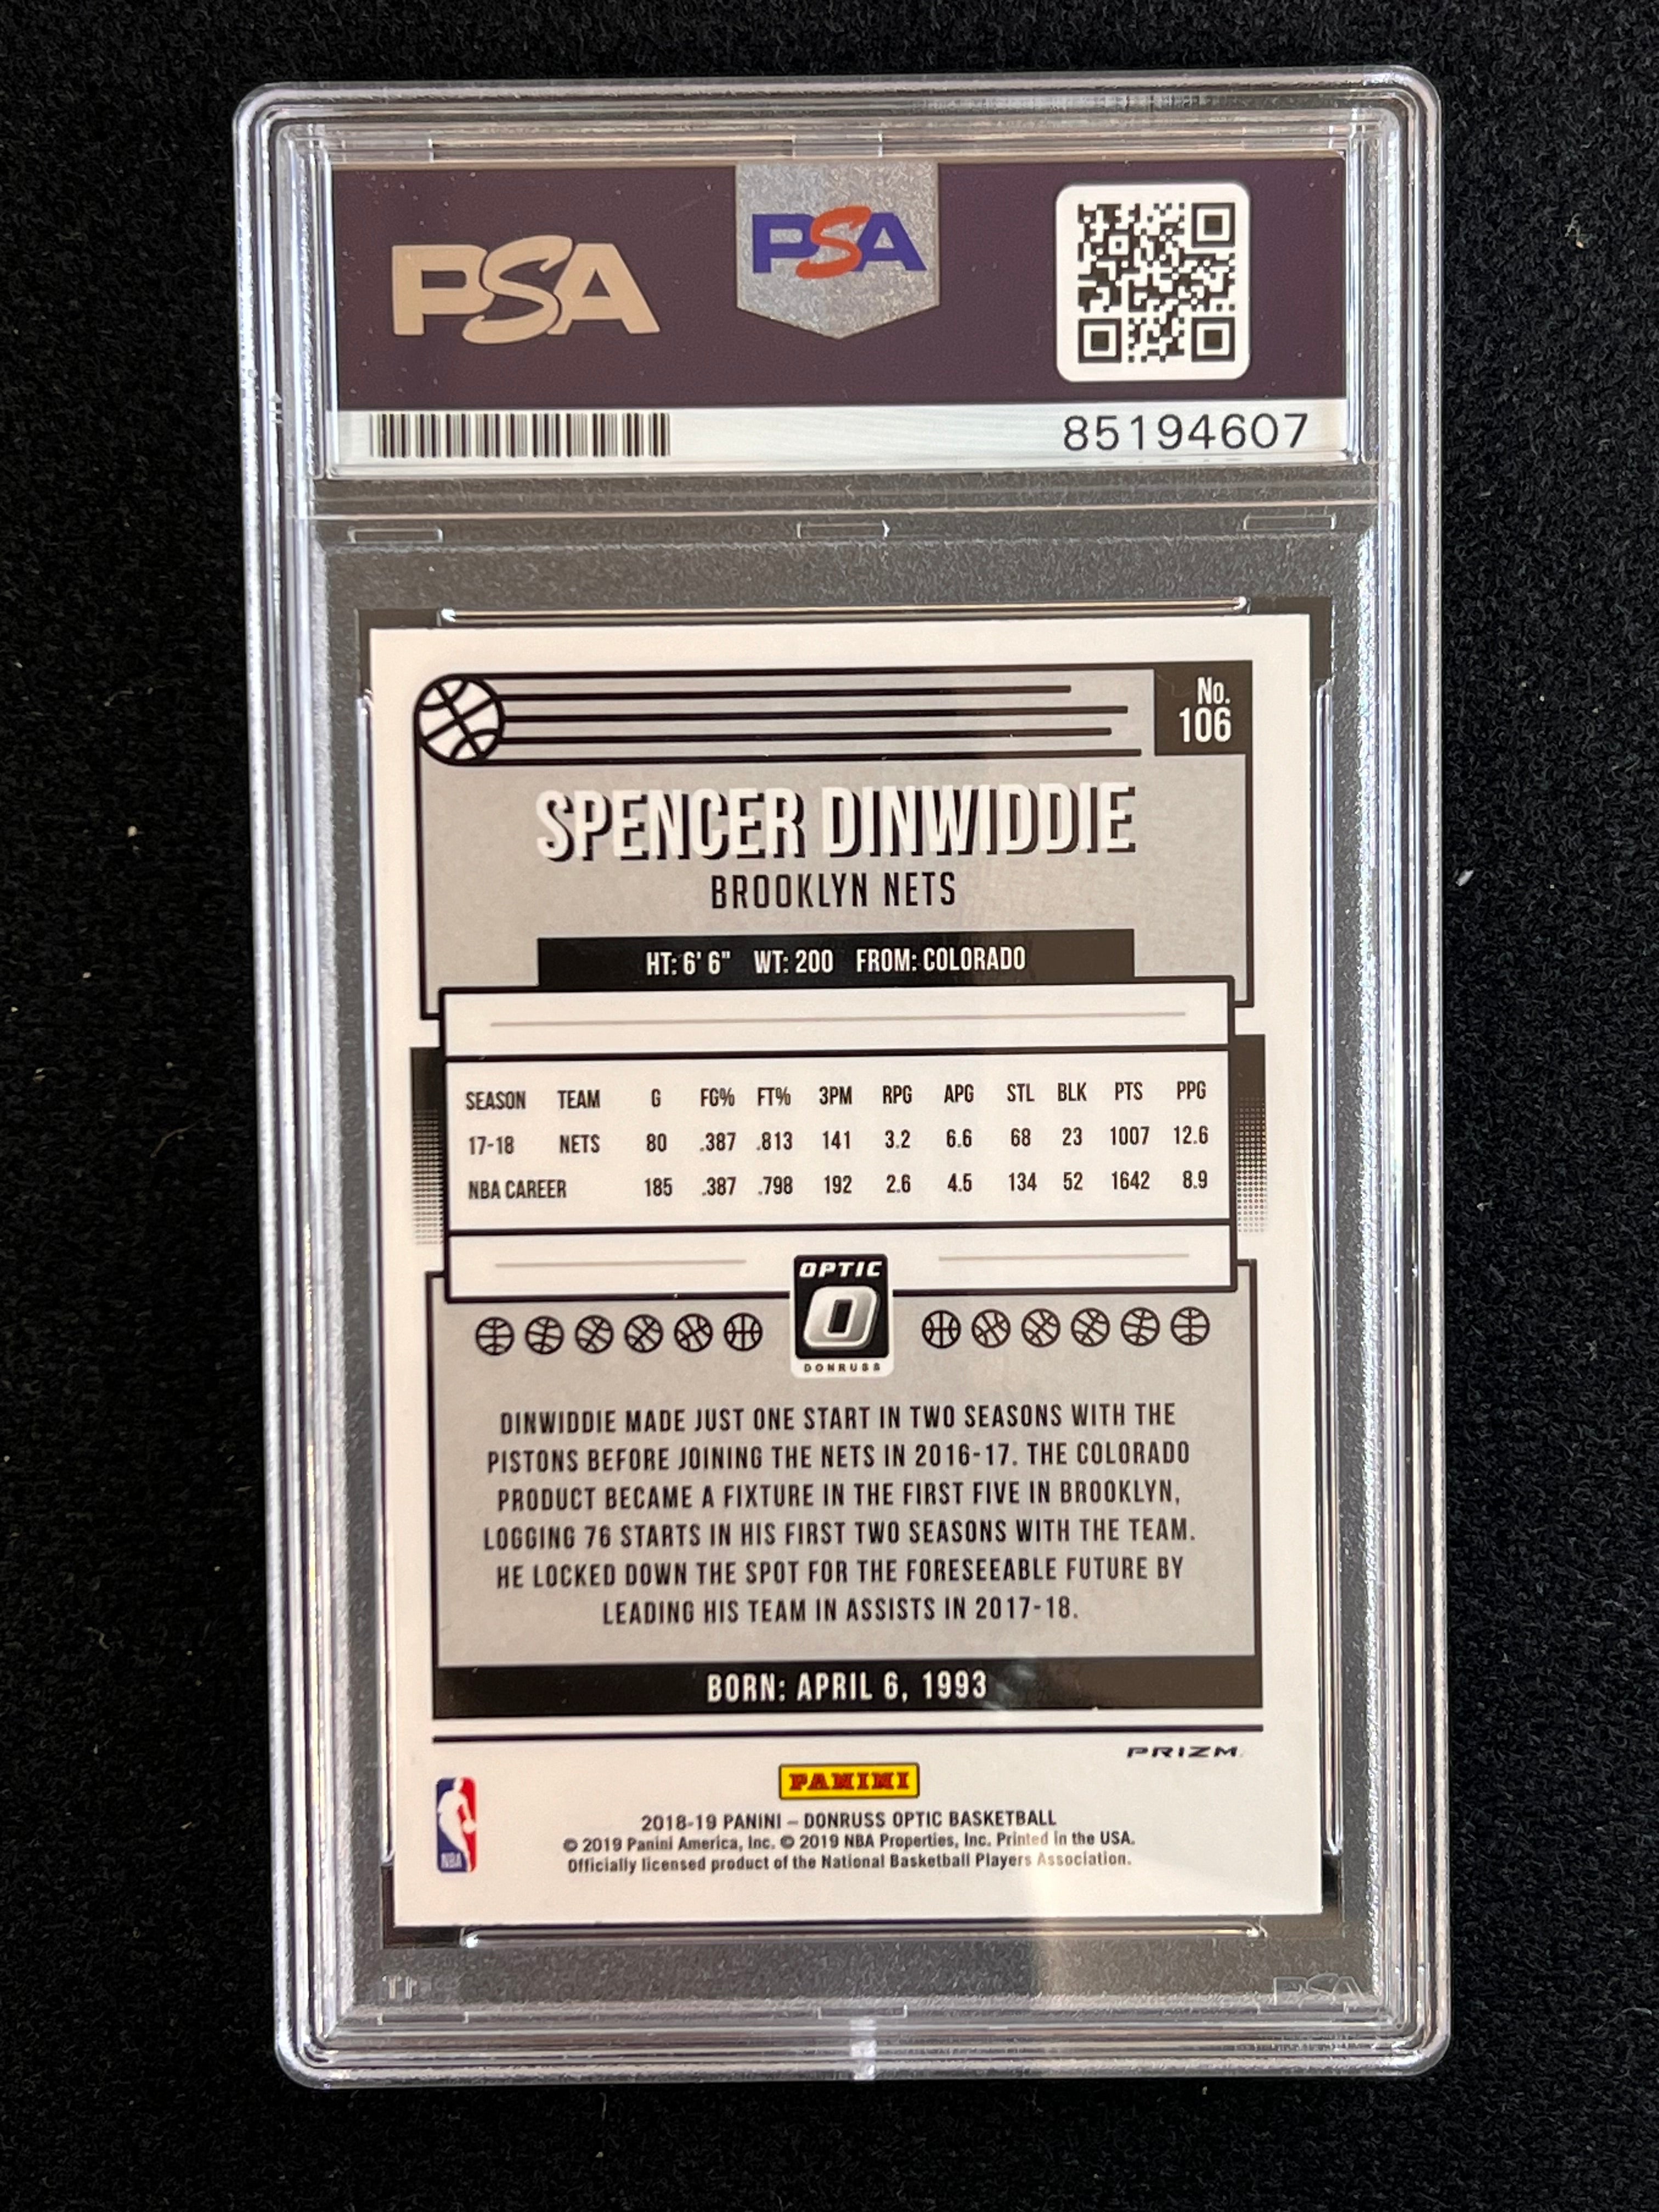 PSA
PSA
85194607
No.
106
SPENCER DINWIDDIE
BROOKLYN NETS
HT: 6' 6" WT: 200 FROM: COLORADO
SEASON TEAM G FG% FT% 3PM RPG APG STL BLK PTS PPG
17-18 NETS 80 .387 .813 141 3.2 6.6 68 23 1007 12.6
NBA CAREER 185 .387 .798 192 2.6 4.5 134 52 1642 8.9
OPTIC
O
DONRUSS
DINWIDDIE MADE JUST ONE START IN TWO SEASONS WITH THE
PISTONS BEFORE JOINING THE NETS IN 2016-17. THE COLORADO
PRODUCT BECAME A FIXTURE IN THE FIRST FIVE IN BROOKLYN,
LOGGING 76 STARTS IN HIS FIRST TWO SEASONS WITH THE TEAM.
HE LOCKED DOWN THE SPOT FOR THE FORESEEABLE FUTURE BY
LEADING HIS TEAM IN ASSISTS IN 2017-18.
BORN: APRIL 6, 1993
PRIZM
PANINI
NBA
2018-19 PANINI – DONRUSS OPTIC BASKETBALL
© 2019 Panini America, Inc. © 2019 NBA Properties, Inc. Printed in the USA.
Officially licensed product of the National Basketball Players Association.
PSA